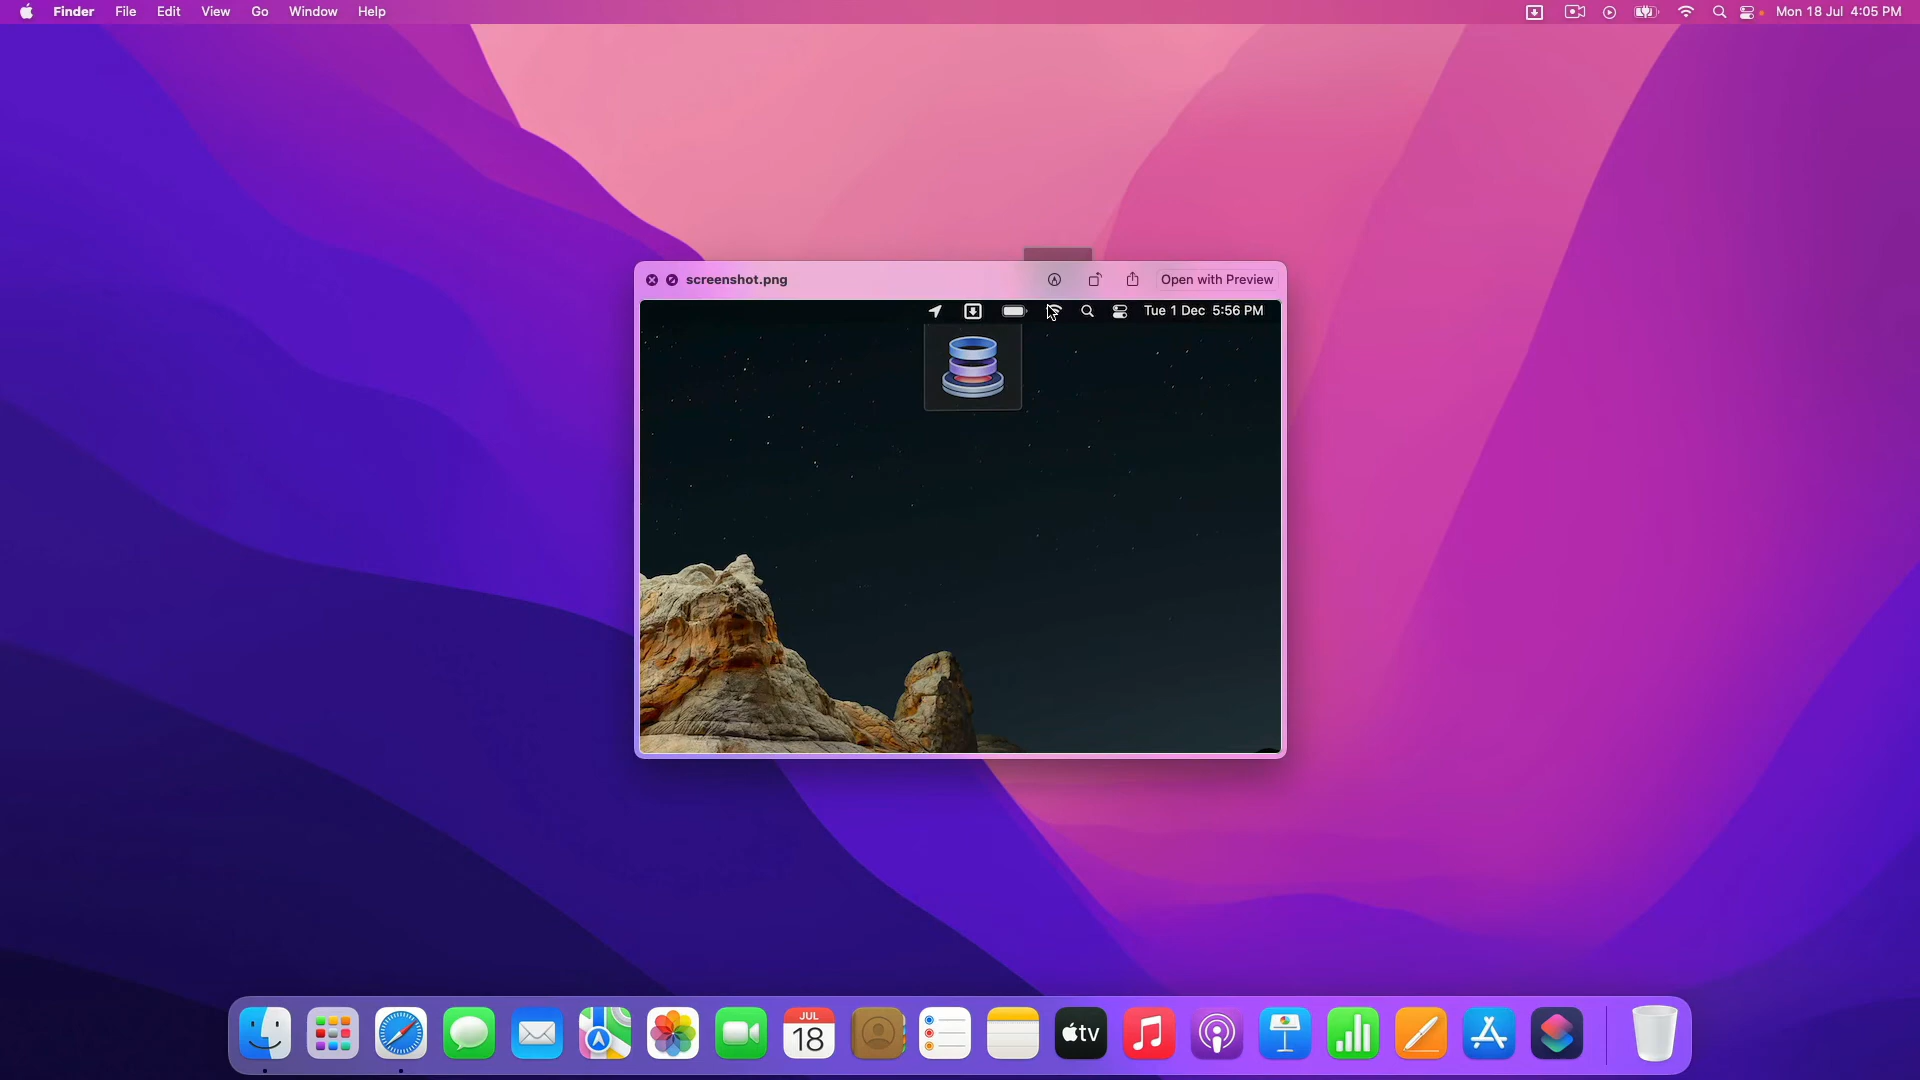 Finder File Edit View Go Window Help
Mon 18 Jul 4:05 PM
screenshot.png
Open with Preview
Tue 1 Dec 5:56 PM
JUL
18
tv